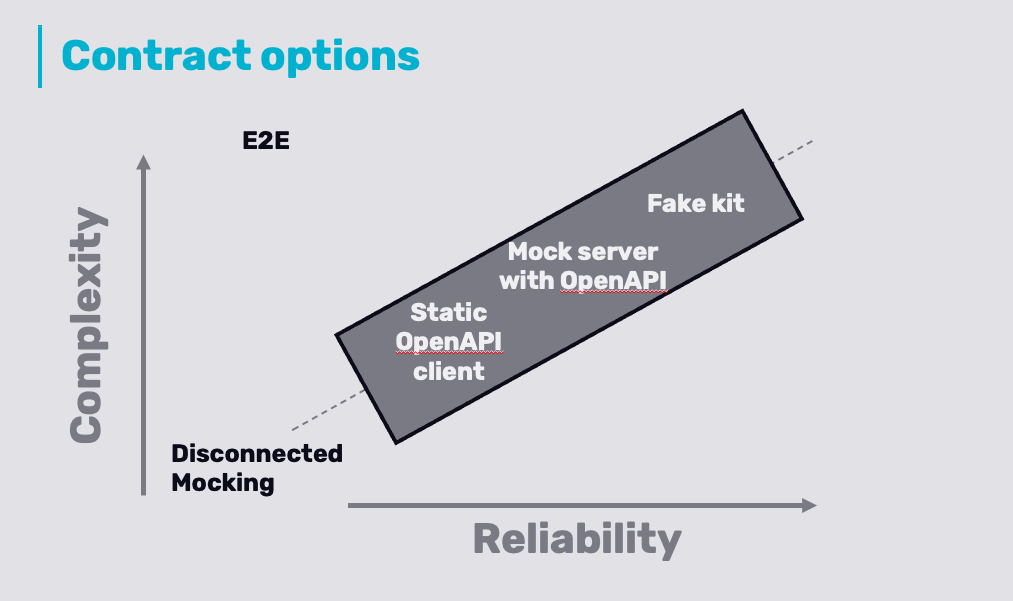 Contract options
E2E
Complexity
Fake kit
Mock server
with OpenAPI
Static
OpenAPI
client
Disconnected
Mocking
Reliability